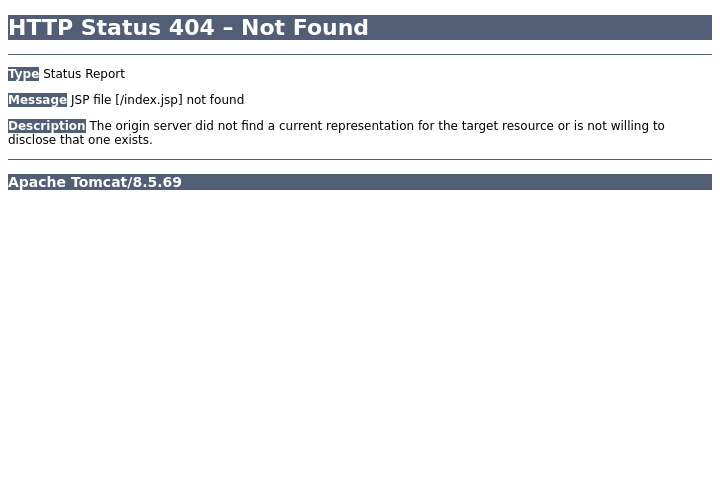 HTTP Status 404 – Not Found
Type Status Report
Message JSP file [/index.jsp] not found
Description The origin server did not find a current representation for the target resource or is not willing to
disclose that one exists.
Apache Tomcat/8.5.69